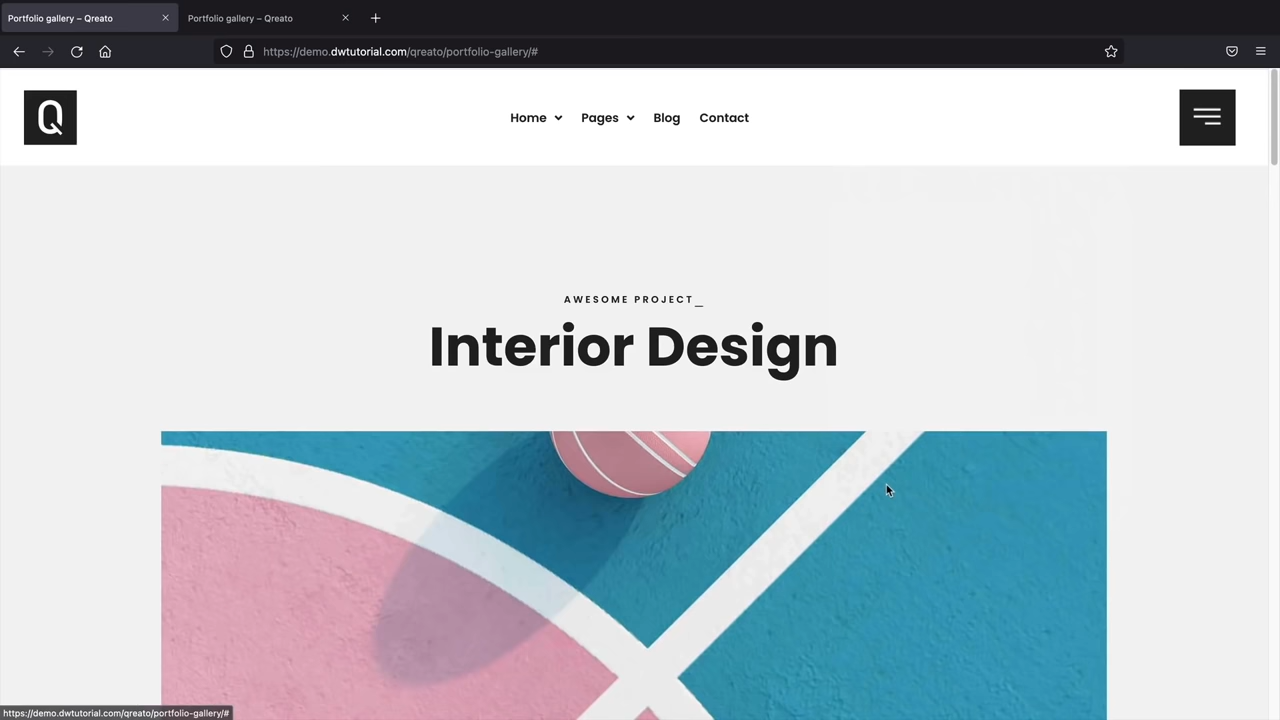 Portfolio gallery – Qreato
Portfolio gallery – Qreato
https://demo.dwtutorial.com/qreato/portfolio-gallery/#
Q
Home Pages Blog Contact
AWESOME PROJECT_
Interior Design
https://demo.dwtutorial.com/qreato/portfolio-gallery/#